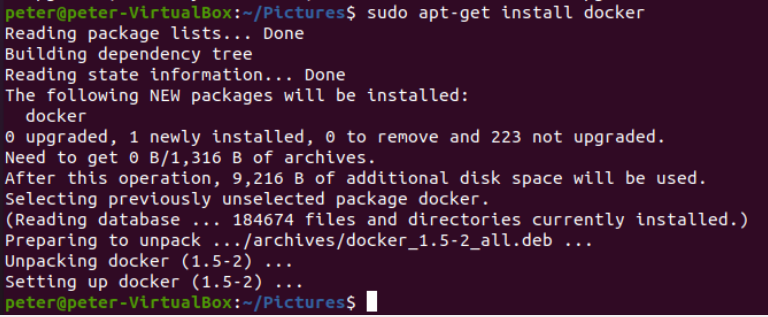 peter@peter-VirtualBox:~/Pictures$ sudo apt-get install docker
Reading package lists... Done
Building dependency tree
Reading state information... Done
The following NEW packages will be installed:
  docker
0 upgraded, 1 newly installed, 0 to remove and 223 not upgraded.
Need to get 0 B/1,316 B of archives.
After this operation, 9,216 B of additional disk space will be used.
Selecting previously unselected package docker.
(Reading database ... 184674 files and directories currently installed.)
Preparing to unpack .../archives/docker_1.5-2_all.deb ...
Unpacking docker (1.5-2) ...
Setting up docker (1.5-2) ...
peter@peter-VirtualBox:~/Pictures$